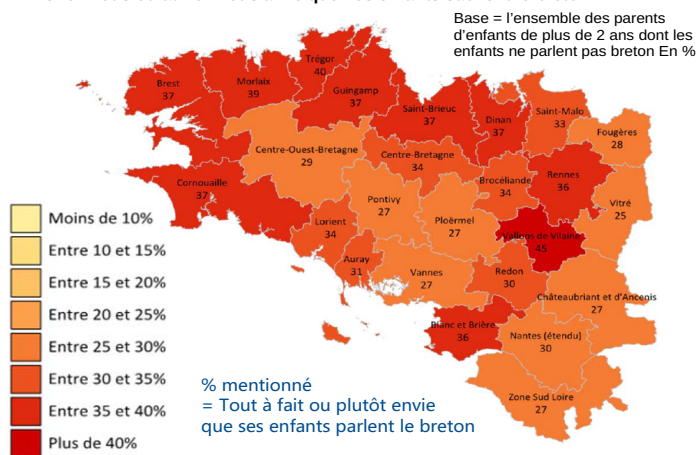 Base = l’ensemble des parents
d’enfants de plus de 2 ans dont les
enfants ne parlent pas breton En %
Trégor
40
Brest
37
Morlaix
39
Guingamp
37
Saint-Brieuc
37
Dinan
37
Saint-Malo
33
Fougères
28
Centre-Ouest-Bretagne
29
Centre-Bretagne
34
Brocéliande
34
Rennes
36
Vitré
25
Cornouaille
37
Pontivy
27
Ploërmel
27
Vallons de Vilaine
45
Lorient
34
Auray
31
Vannes
27
Redon
30
Châteaubriant et d'Ancenis
27
Blanc et Brière
36
Nantes (étendu)
30
Zone Sud Loire
27
Moins de 10%
Entre 10 et 15%
Entre 15 et 20%
Entre 20 et 25%
Entre 25 et 30%
Entre 30 et 35%
Entre 35 et 40%
Plus de 40%
% mentionné
= Tout à fait ou plutôt envie
que ses enfants parlent le breton